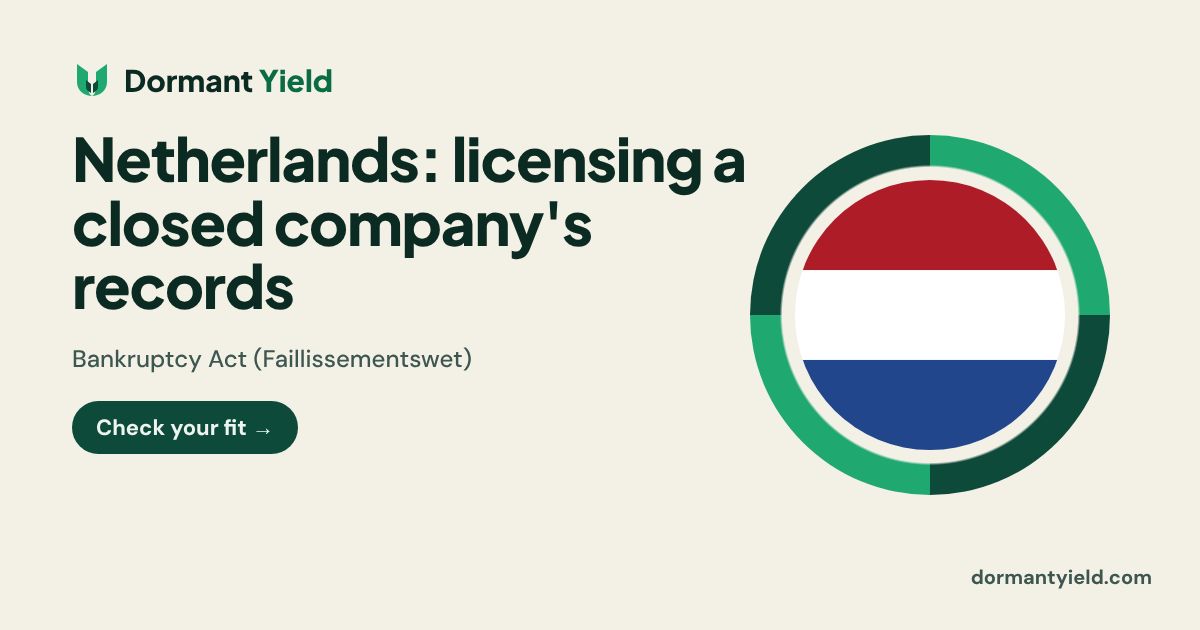 Dormant Yield
Netherlands: licensing a
closed company's
records
Bankruptcy Act (Faillissementswet)
Check your fit →
dormantyield.com